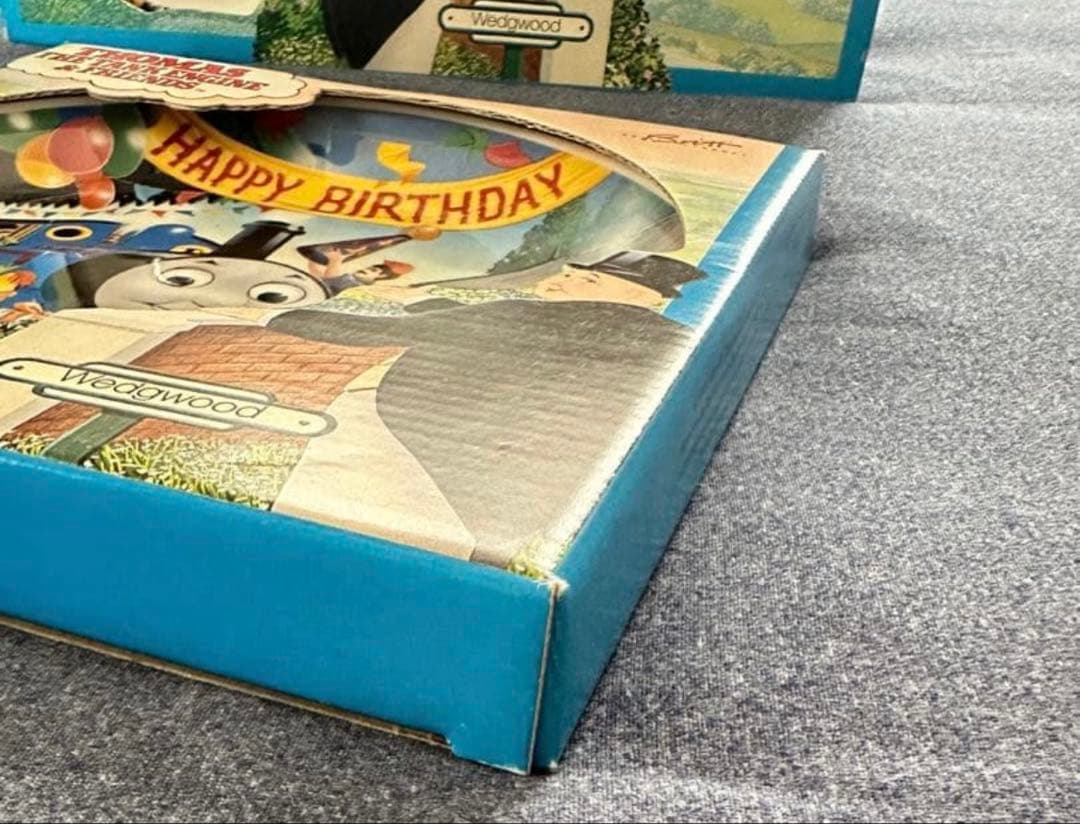 Wedgwood
THOMAS
THE TANK ENGINE
& FRIENDS
HAPPY BIRTHDAY
Wedgwood